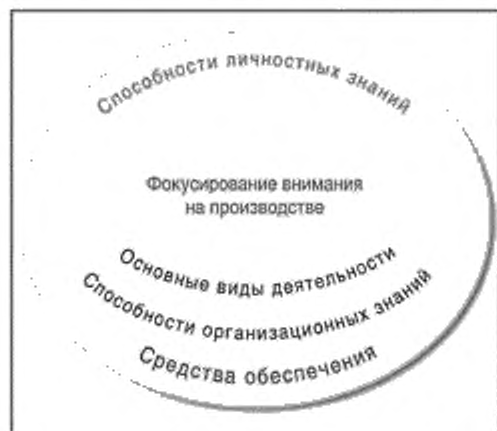 Способности личностных знаний
Фокусирование внимания
на производстве
Основные виды деятельности
Способности организационных знаний
Средства обеспечения